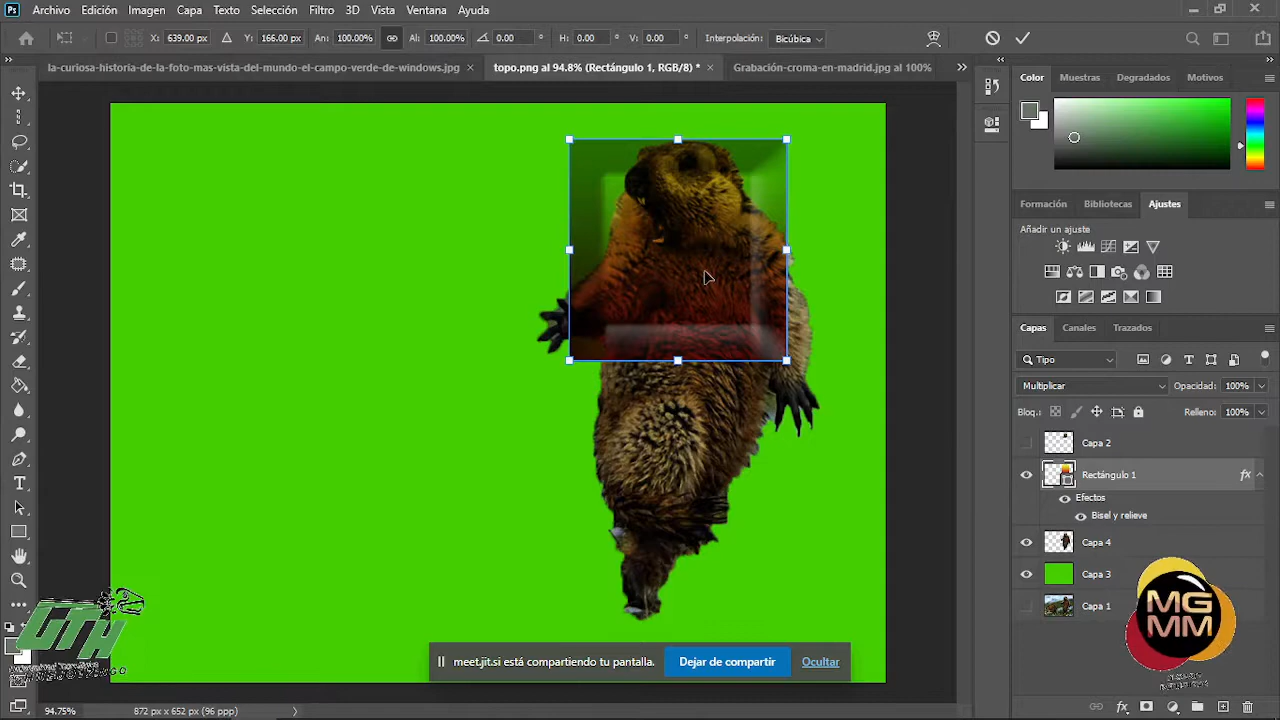 Ps Archivo Edición Imagen Capa Texto Selección Filtro 3D Vista Ventana Ayuda
X: 639.00 px Y: 166.00 px An: 100.00% Al: 100.00% 0.00 ° H: 0.00 ° V: 0.00 ° Interpolación: Bicúbica
la-curiosa-historia-de-la-foto-mas-vista-del-mundo-el-campo-verde-de-windows.jpg × topo.png al 94.8% (Rectángulo 1, RGB/8) * × Grabación-croma-en-madrid.jpg al 100%
Color Muestras Degradados Motivos
Formación Bibliotecas Ajustes
Añadir un ajuste
Capas Canales Trazados
Tipo
Multiplicar Opacidad: 100%
Bloq.: Relleno: 100%
Capa 2
Rectángulo 1 fx
Efectos
Bisel y relieve
Capa 4
Capa 3
Capa 1
MG
MM
GTH
meet.jit.si está compartiendo tu pantalla. Dejar de compartir Ocultar
94.75% 872 px x 652 px (96 ppp)